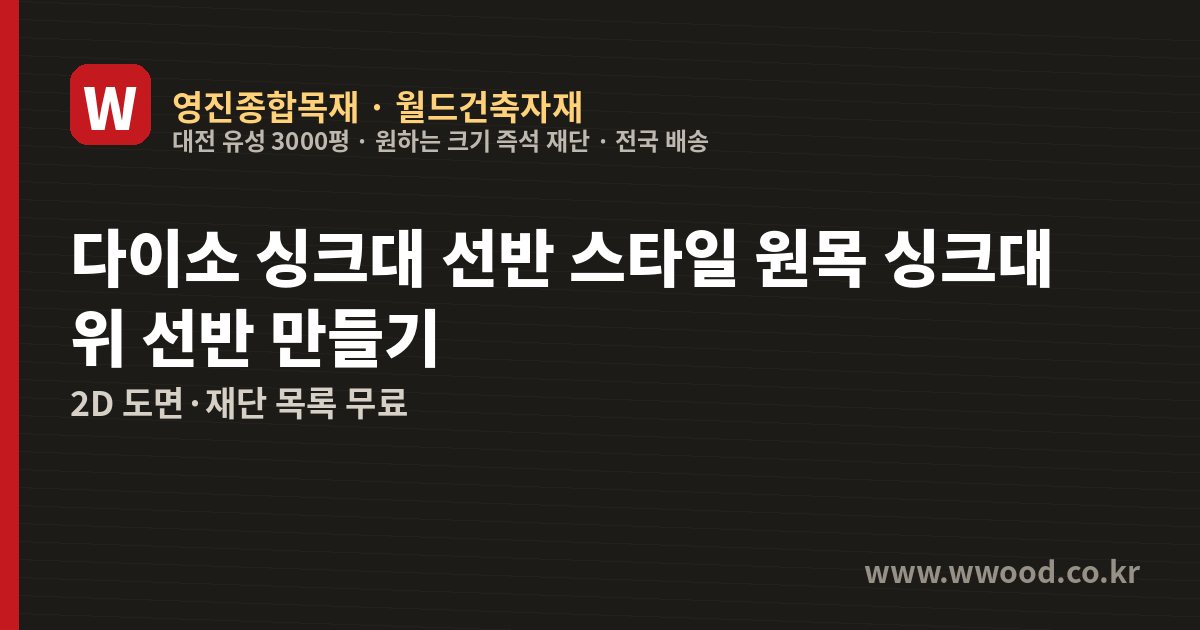 W
영진종합목재 · 월드건축자재
대전 유성 3000평 · 원하는 크기 즉석 재단 · 전국 배송
다이소 싱크대 선반 스타일 원목 싱크대
위 선반 만들기
2D 도면·재단 목록 무료
www.wwood.co.kr